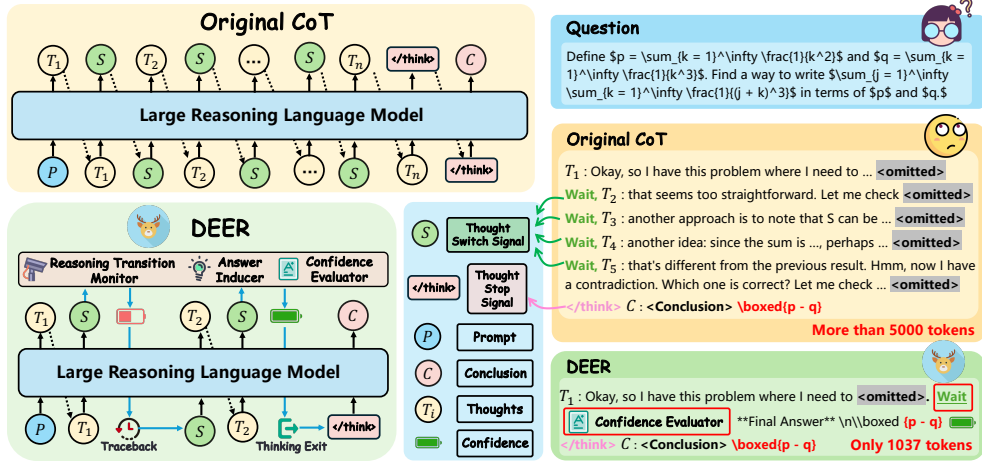 Original CoT
T₁ S T₂ S ... S Tₙ </think> C
Large Reasoning Language Model
P T₁ S T₂ S ... S Tₙ </think>
DEER
Reasoning Transition Monitor
Answer Inducer
Confidence Evaluator
T₁ S T₂ S C
Large Reasoning Language Model
P T₁ S T₂ </think>
Traceback
Thinking Exit
S Thought Switch Signal
</think> Thought Stop Signal
P Prompt
C Conclusion
Tᵢ Thoughts
Confidence
Question
Define $p = \sum_{k = 1}^\infty \frac{1}{k^2}$ and $q = \sum_{k =
1}^\infty \frac{1}{k^3}$. Find a way to write $\sum_{j = 1}^\infty
\sum_{k = 1}^\infty \frac{1}{(j + k)^3}$ in terms of $p$ and $q.$
Original CoT
T₁ : Okay, so I have this problem where I need to ... <omitted>
Wait, T₂ : that seems too straightforward. Let me check <omitted>
Wait, T₃ : another approach is to note that S can be ... <omitted>
Wait, T₄ : another idea: since the sum is ..., perhaps ... <omitted>
Wait, T₅ : that's different from the previous result. Hmm, now I have
a contradiction. Which one is correct? Let me check ... <omitted>
</think> C : <Conclusion> \boxed{p - q}
More than 5000 tokens
DEER
T₁ : Okay, so I have this problem where I need to <omitted>. Wait
Confidence Evaluator **Final Answer** \n\\boxed {p - q}
</think> C : <Conclusion> \boxed{p - q} Only 1037 tokens